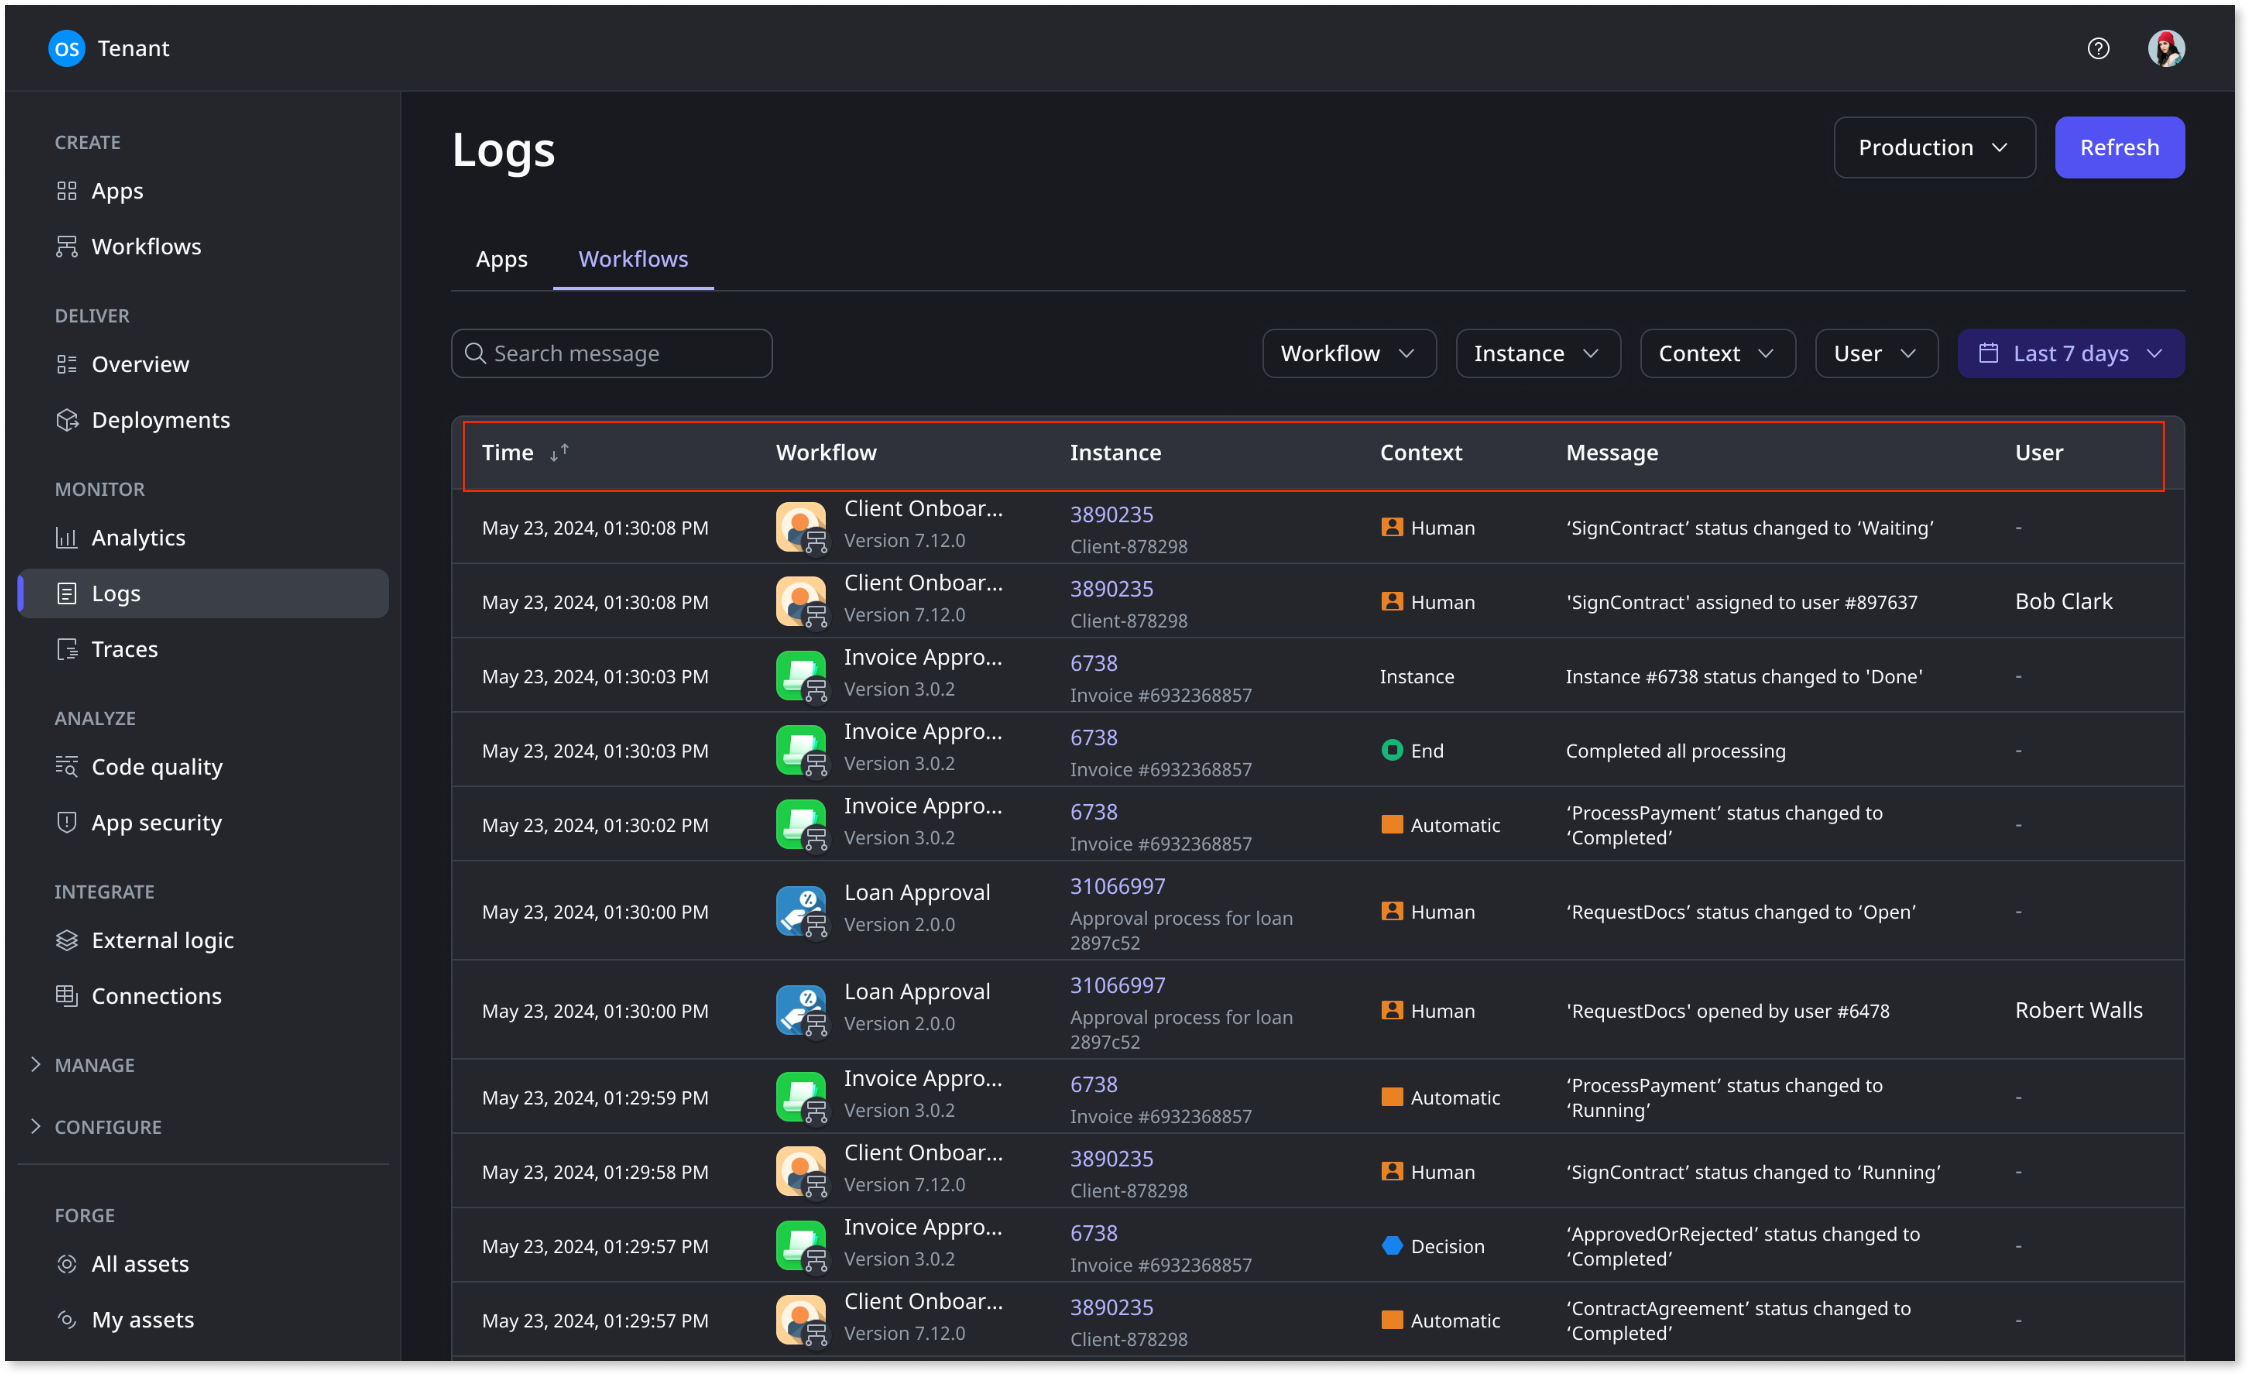 OS Tenant
CREATE
Apps
Workflows
DELIVER
Overview
Deployments
MONITOR
Analytics
Logs
Traces
ANALYZE
Code quality
App security
INTEGRATE
External logic
Connections
MANAGE
CONFIGURE
FORGE
All assets
My assets
Logs
Production
Refresh
Apps Workflows
Search message
Workflow Instance Context User Last 7 days
Time Workflow Instance Context Message User
May 23, 2024, 01:30:08 PM
Client Onboar...
Version 7.12.0
3890235
Client-878298
Human
‘SignContract’ status changed to ‘Waiting’
-
May 23, 2024, 01:30:08 PM
Client Onboar...
Version 7.12.0
3890235
Client-878298
Human
'SignContract' assigned to user #897637
Bob Clark
May 23, 2024, 01:30:03 PM
Invoice Appro...
Version 3.0.2
6738
Invoice #6932368857
Instance
Instance #6738 status changed to 'Done'
-
May 23, 2024, 01:30:03 PM
Invoice Appro...
Version 3.0.2
6738
Invoice #6932368857
End
Completed all processing
-
May 23, 2024, 01:30:02 PM
Invoice Appro...
Version 3.0.2
6738
Invoice #6932368857
Automatic
‘ProcessPayment’ status changed to
‘Completed’
-
May 23, 2024, 01:30:00 PM
Loan Approval
Version 2.0.0
31066997
Approval process for loan
2897c52
Human
‘RequestDocs’ status changed to ‘Open’
-
May 23, 2024, 01:30:00 PM
Loan Approval
Version 2.0.0
31066997
Approval process for loan
2897c52
Human
'RequestDocs' opened by user #6478
Robert Walls
May 23, 2024, 01:29:59 PM
Invoice Appro...
Version 3.0.2
6738
Invoice #6932368857
Automatic
‘ProcessPayment’ status changed to
‘Running’
-
May 23, 2024, 01:29:58 PM
Client Onboar...
Version 7.12.0
3890235
Client-878298
Human
‘SignContract’ status changed to ‘Running’
-
May 23, 2024, 01:29:57 PM
Invoice Appro...
Version 3.0.2
6738
Invoice #6932368857
Decision
‘ApprovedOrRejected’ status changed to
‘Completed’
-
May 23, 2024, 01:29:57 PM
Client Onboar...
Version 7.12.0
3890235
Client-878298
Automatic
‘ContractAgreement’ status changed to
‘Completed’
-